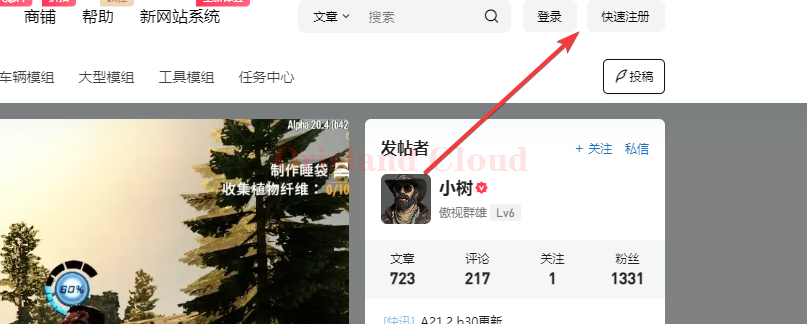 商铺 帮助 新网站系统 文章 搜索 登录 快速注册
车辆模组 大型模组 工具模组 任务中心 投稿
Alpha 20.4 (b42
发帖者 + 关注 私信
Oriuland Cloud
制作睡袋
收集植物纤维： 0/10
小树
傲视群雄 Lv6
文章 评论 关注 粉丝
723 217 1 1331
60%
[快讯] A21.2 b30更新